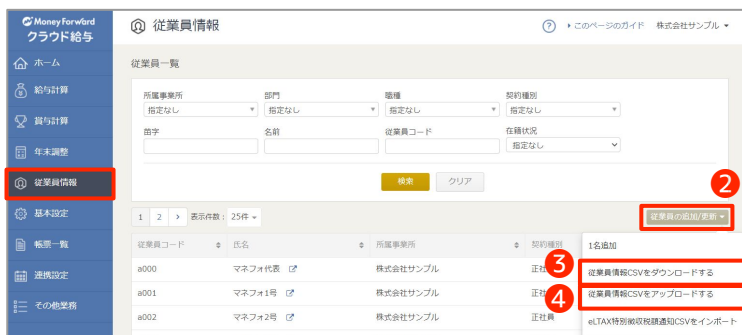 Money Forward
クラウド給与
従業員情報
? ▸ このページのガイド 株式会社サンプル ▾
ホーム
給与計算
賞与計算
年末調整
従業員情報
基本設定
帳票一覧
連携設定
その他業務
従業員一覧
所属事業所 部門 職種 契約種別
指定なし 指定なし 指定なし 指定なし
苗字 名前 従業員コード 在籍状況
指定なし
検索 クリア
2
1 2 › 表示件数: 25件 従業員の追加/更新
従業員コード 氏名 所属事業所 契約種別
1名追加
a000 マネフォ代表 株式会社サンプル 正社
3 従業員情報CSVをダウンロードする
a001 マネフォ1号 株式会社サンプル 正社
4 従業員情報CSVをアップロードする
a002 マネフォ2号 株式会社サンプル 正社員
eLTAX特別徴収税額通知CSVをインポート